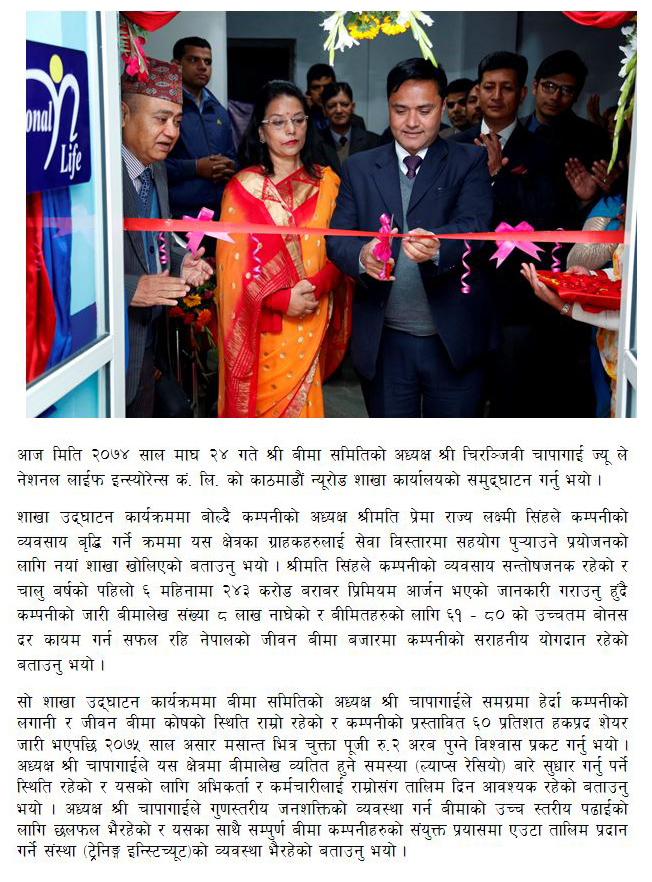 onal
Life
आज मिति २०७४ साल माघ २४ गते श्री बीमा समितिको अध्यक्ष श्री चिरञ्जिवी चापागाई ज्यू ले
नेशनल लाईफ इन्स्योरेन्स कं. लि. को काठमाडौं न्यूरोड शाखा कार्यालयको समुद्घाटन गर्नु भयो ।
शाखा उद्घाटन कार्यक्रममा बोल्दै कम्पनीको अध्यक्ष श्रीमति प्रेमा राज्य लक्ष्मी सिंहले कम्पनीको
व्यवसाय बृद्धि गर्ने क्रममा यस क्षेत्रका ग्राहकहरुलाई सेवा विस्तारमा सहयोग पुऱ्याउने प्रयोजनको
लागि नयां शाखा खोलिएको बताउनु भयो । श्रीमति सिंहले कम्पनीको व्यवसाय सन्तोषजनक रहेको र
चालु बर्षको पहिलो ६ महिनामा २४३ करोड बराबर प्रिमियम आर्जन भएको जानकारी गराउनु हुदै
कम्पनीको जारी बीमालेख संख्या ८ लाख नाघेको र बीमितहरुको लागि ६१ - ८० को उच्चतम बोनस
दर कायम गर्न सफल रहि नेपालको जीवन बीमा बजारमा कम्पनीको सराहनीय योगदान रहेको
बताउनु भयो ।
सो शाखा उद्घाटन कार्यक्रममा बीमा समितिको अध्यक्ष श्री चापागाईले समग्रमा हेर्दा कम्पनीको
लगानी र जीवन बीमा कोषको स्थिति राम्रो रहेको र कम्पनीको प्रस्तावित ६० प्रतिशत हकप्रद शेयर
जारी भएपछि २०७५ साल असार मसान्त भित्र चुक्ता पूजी रु.२ अरब पुग्ने विश्वास प्रकट गर्नु भयो ।
अध्यक्ष श्री चापागाईले यस क्षेत्रमा बीमालेख व्यतित हुने समस्या (ल्याप्स रेसियो) बारे सुधार गर्नु पर्ने
स्थिति रहेको र यसको लागि अभिकर्ता र कर्मचारीलाई राम्रोसंग तालिम दिन आवश्यक रहेको बताउनु
भयो । अध्यक्ष श्री चापागाईले गुणस्तरीय जनशक्तिको व्यवस्था गर्न बीमाको उच्च स्तरीय पढाईको
लागि छलफल भैरहेको र यसका साथै सम्पुर्ण बीमा कम्पनीहरुको संयुक्त प्रयासमा एउटा तालिम प्रदान
गर्ने संस्था (ट्रेनिङ्ग इन्स्टिच्यूट)को व्यवस्था भैरहेको बताउनु भयो ।